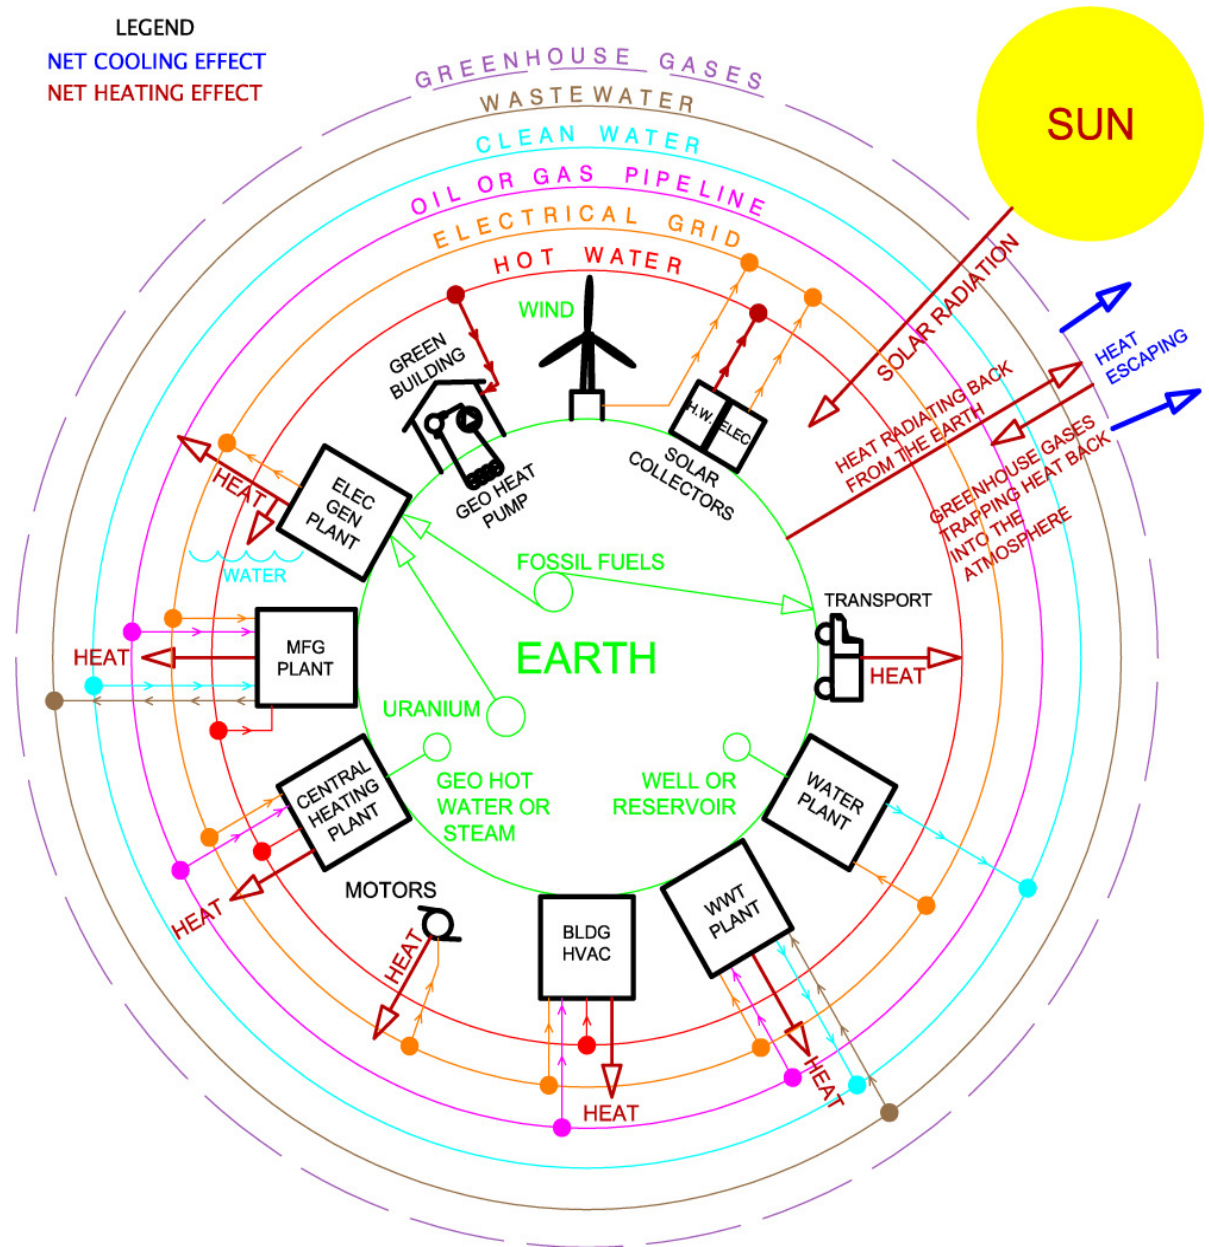 LEGEND
NET COOLING EFFECT
NET HEATING EFFECT
GREENHOUSE GASES
WASTEWATER
CLEAN WATER
OIL OR GAS PIPELINE
ELECTRICAL GRID
HOT WATER
SUN
SOLAR RADIATION
HEAT
ESCAPING
HEAT RADIATING BACK
FROM THE EARTH
GREENHOUSE GASES
TRAPPING HEAT BACK
INTO THE
ATMOSPHERE
WIND
GREEN
BUILDING
GEO HEAT
PUMP
H.W.
ELEC
SOLAR
COLLECTORS
HEAT
ELEC
GEN
PLANT
WATER
FOSSIL FUELS
EARTH
TRANSPORT
HEAT
MFG
PLANT
HEAT
URANIUM
GEO HOT
WATER OR
STEAM
WELL OR
RESERVOIR
WATER
PLANT
CENTRAL
HEATING
PLANT
HEAT
MOTORS
HEAT
BLDG
HVAC
HEAT
WWT
PLANT
HEAT